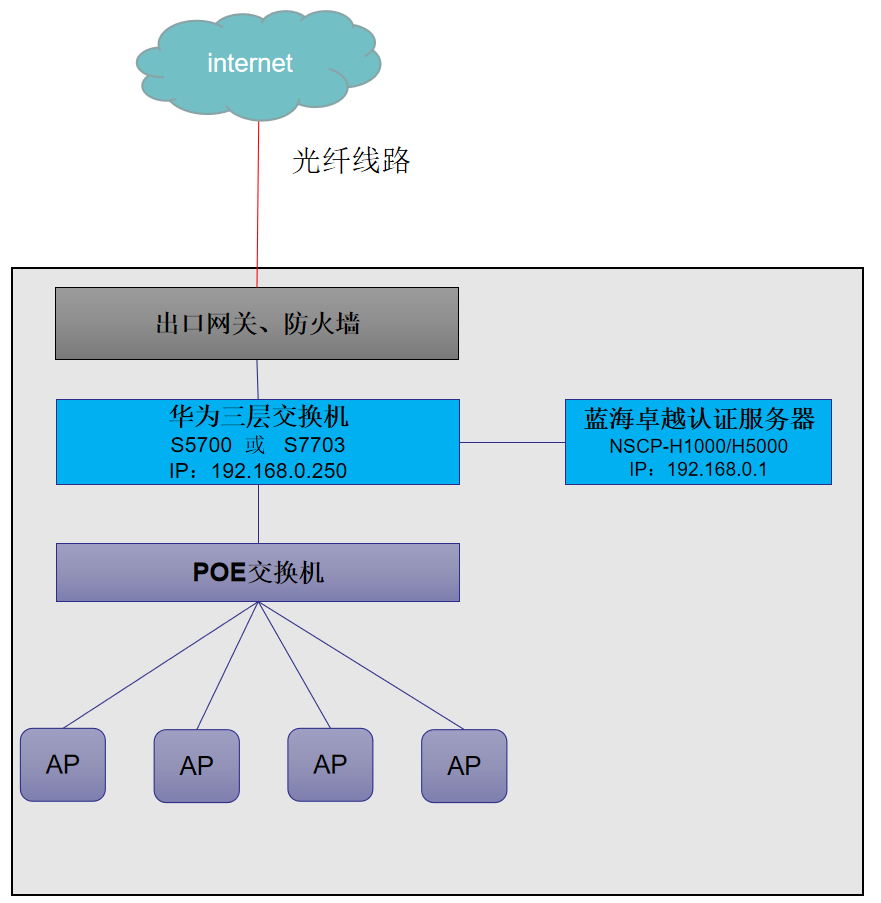 internet
光纤线路
出口网关、防火墙
华为三层交换机
S5700 或 S7703
IP：192.168.0.250
蓝海卓越认证服务器
NSCP-H1000/H5000
IP：192.168.0.1
POE交换机
AP
AP
AP
AP